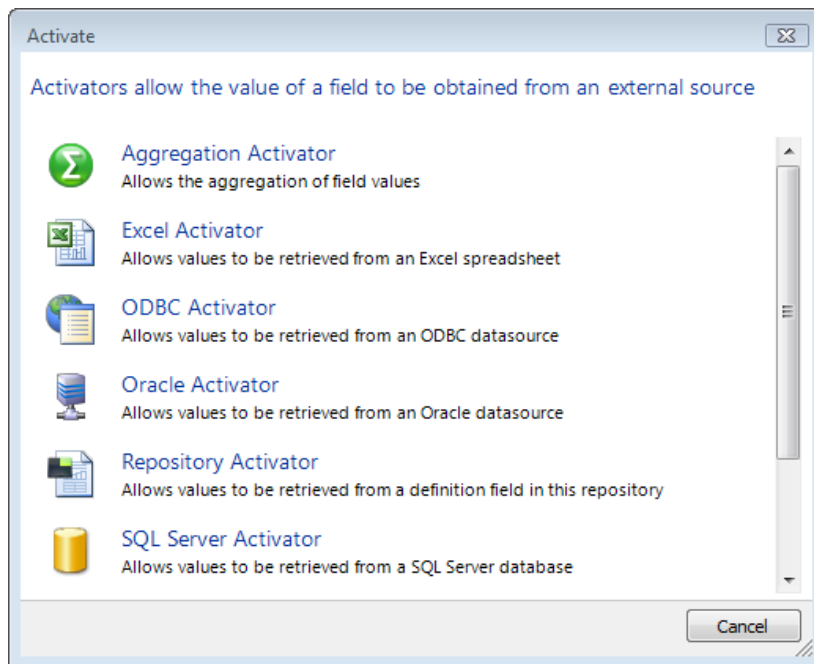 Activate
Activators allow the value of a field to be obtained from an external source
Aggregation Activator
Allows the aggregation of field values
Excel Activator
Allows values to be retrieved from an Excel spreadsheet
ODBC Activator
Allows values to be retrieved from an ODBC datasource
Oracle Activator
Allows values to be retrieved from an Oracle datasource
Repository Activator
Allows values to be retrieved from a definition field in this repository
SQL Server Activator
Allows values to be retrieved from a SQL Server database
Cancel